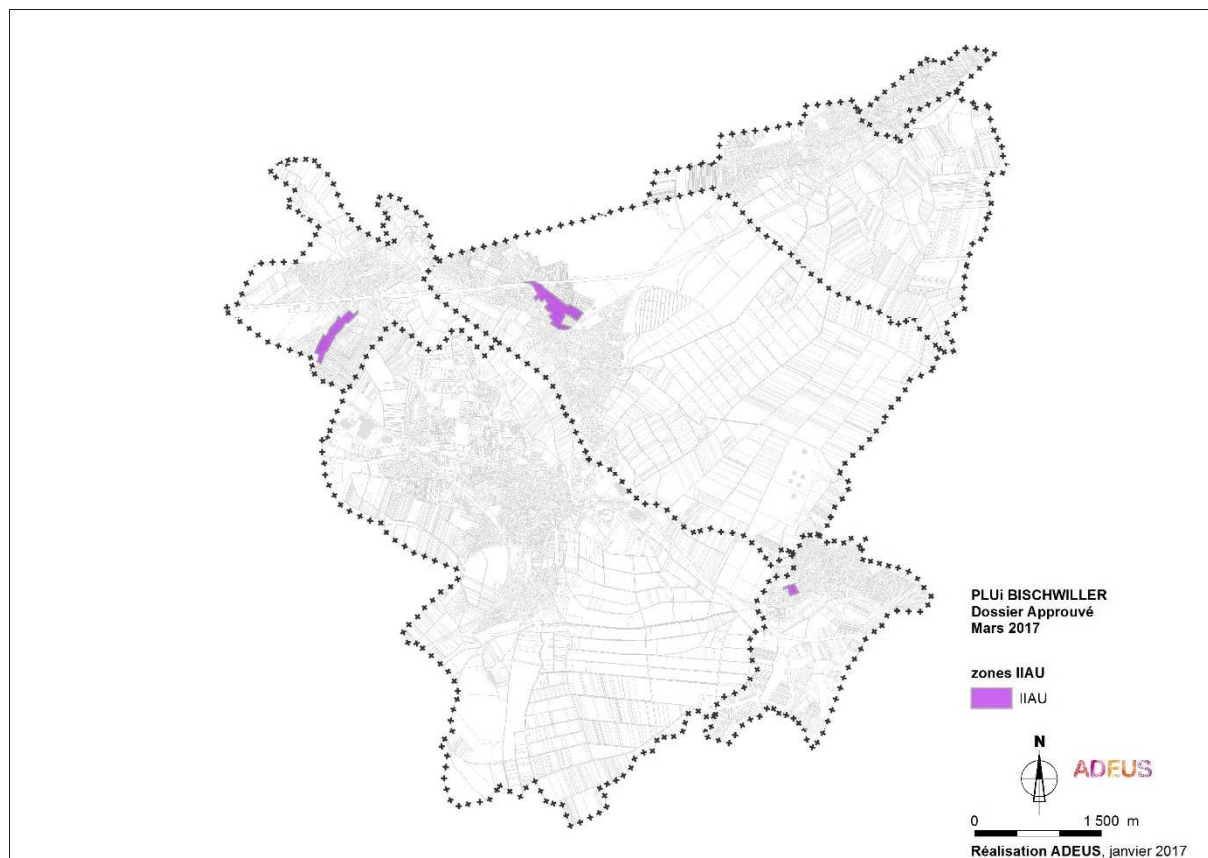 PLUi BISCHWILLER
Dossier Approuvé
Mars 2017
zones IIAU
IIAU
N
ADEUS
0 1 500 m
Réalisation ADEUS, janvier 2017